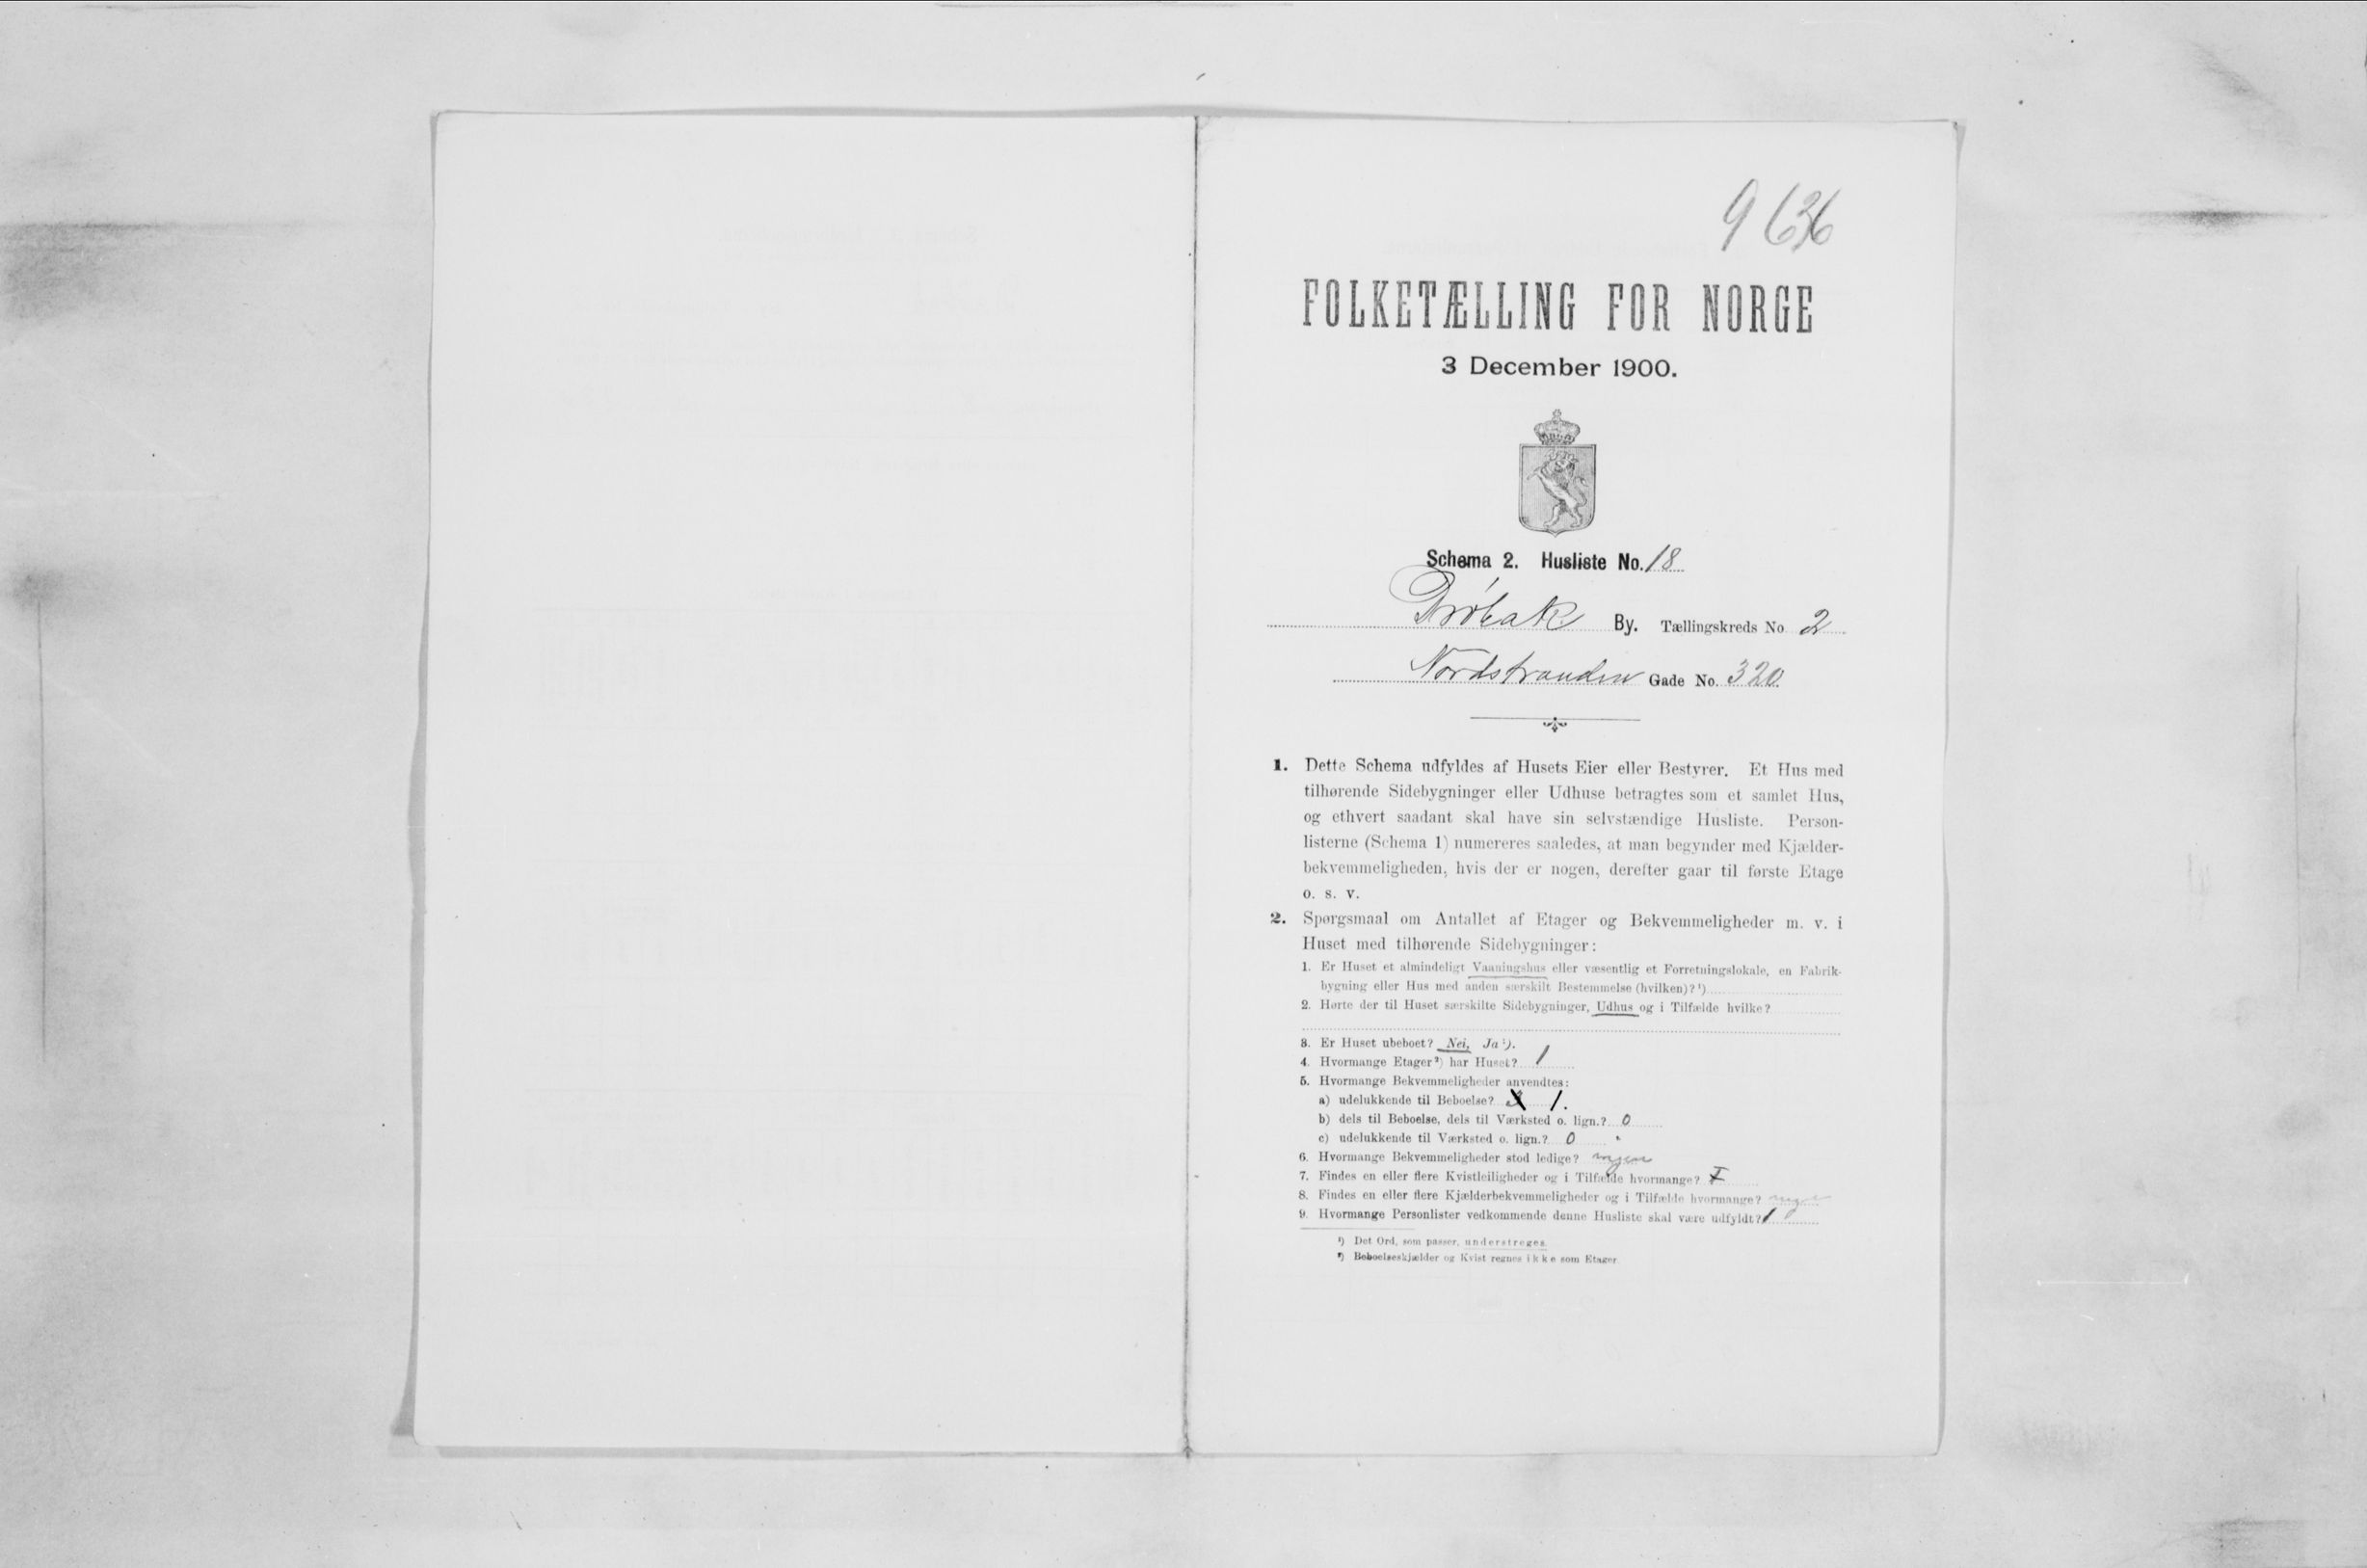 9 636
FOLKETÆLLING FOR NORGE
3 December 1900.
Schema 2. Husliste No. 18
Drøbak By. Tællingskreds No 2
Nordstranden Gade No. 320
1. Dette Schema udfyldes af Husets Eier eller Bestyrer. Et Hus med
tilhørende Sidebygninger eller Udhuse betragtes som et samlet Hus,
og ethvert saadant skal have sin selvstændige Husliste. Person-
listerne (Schema 1) numereres saaledes, at man begynder med Kjælder-
bekvemmeligheden, hvis der er nogen, derefter gaar til første Etage
o. s. v.
2. Spørgsmaal om Antallet af Etager og Bekvemmeligheder m. v. i
Huset med tilhørende Sidebygninger:
1. Er Huset et almindeligt Vaaningshus eller væsentlig et Forretningslokale, en Fabrik-
bygning eller Hus med anden særskilt Bestemmelse (hvilken)? ¹)
2. Hørte der til Huset særskilte Sidebygninger, Udhus og i Tilfælde hvilke?
3. Er Huset ubeboet? Nei, Ja ¹).
4. Hvormange Etager ²) har Huset? 1
5. Hvormange Bekvemmeligheder anvendtes:
a) udelukkende til Beboelse? 1.
b) dels til Beboelse, dels til Værksted o. lign.? 0
c) udelukkende til Værksted o. lign.? 0
6. Hvormange Bekvemmeligheder stod ledige? ingen
7. Findes en eller flere Kvistleiligheder og i Tilfælde hvormange?
8. Findes en eller flere Kjælderbekvemmeligheder og i Tilfælde hvormange?
9. Hvormange Personlister vedkommende denne Husliste skal være udfyldt? 1
¹) Det Ord, som passer, understreges.
²) Beboelseskjælder og Kvist regnes ikke som Etager.